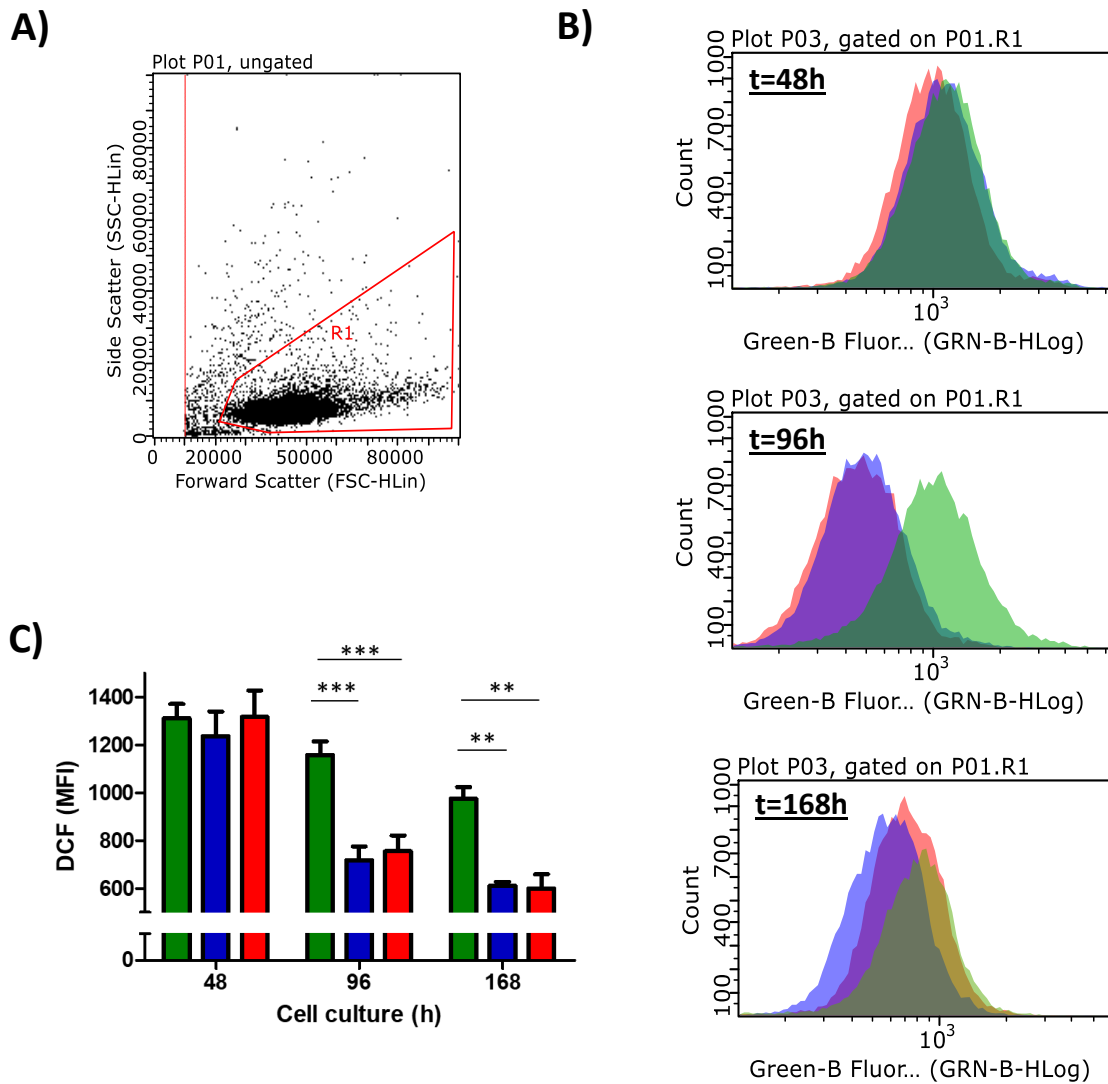 A)
Plot P01, ungated
Side Scatter (SSC-HLin)
80000
60000
40000
20000
0
R1
0 20000 50000 80000
Forward Scatter (FSC-HLin)
B)
Plot P03, gated on P01.R1
t=48h
Count
1000
700
400
100
10³
Green-B Fluor... (GRN-B-HLog)
Plot P03, gated on P01.R1
t=96h
Count
1000
700
400
100
10³
Green-B Fluor... (GRN-B-HLog)
Plot P03, gated on P01.R1
t=168h
Count
1000
700
400
100
10³
Green-B Fluor... (GRN-B-HLog)
C)
DCF (MFI)
1400
1200
1000
800
600
0
***
***
**
**
48 96 168
Cell culture (h)